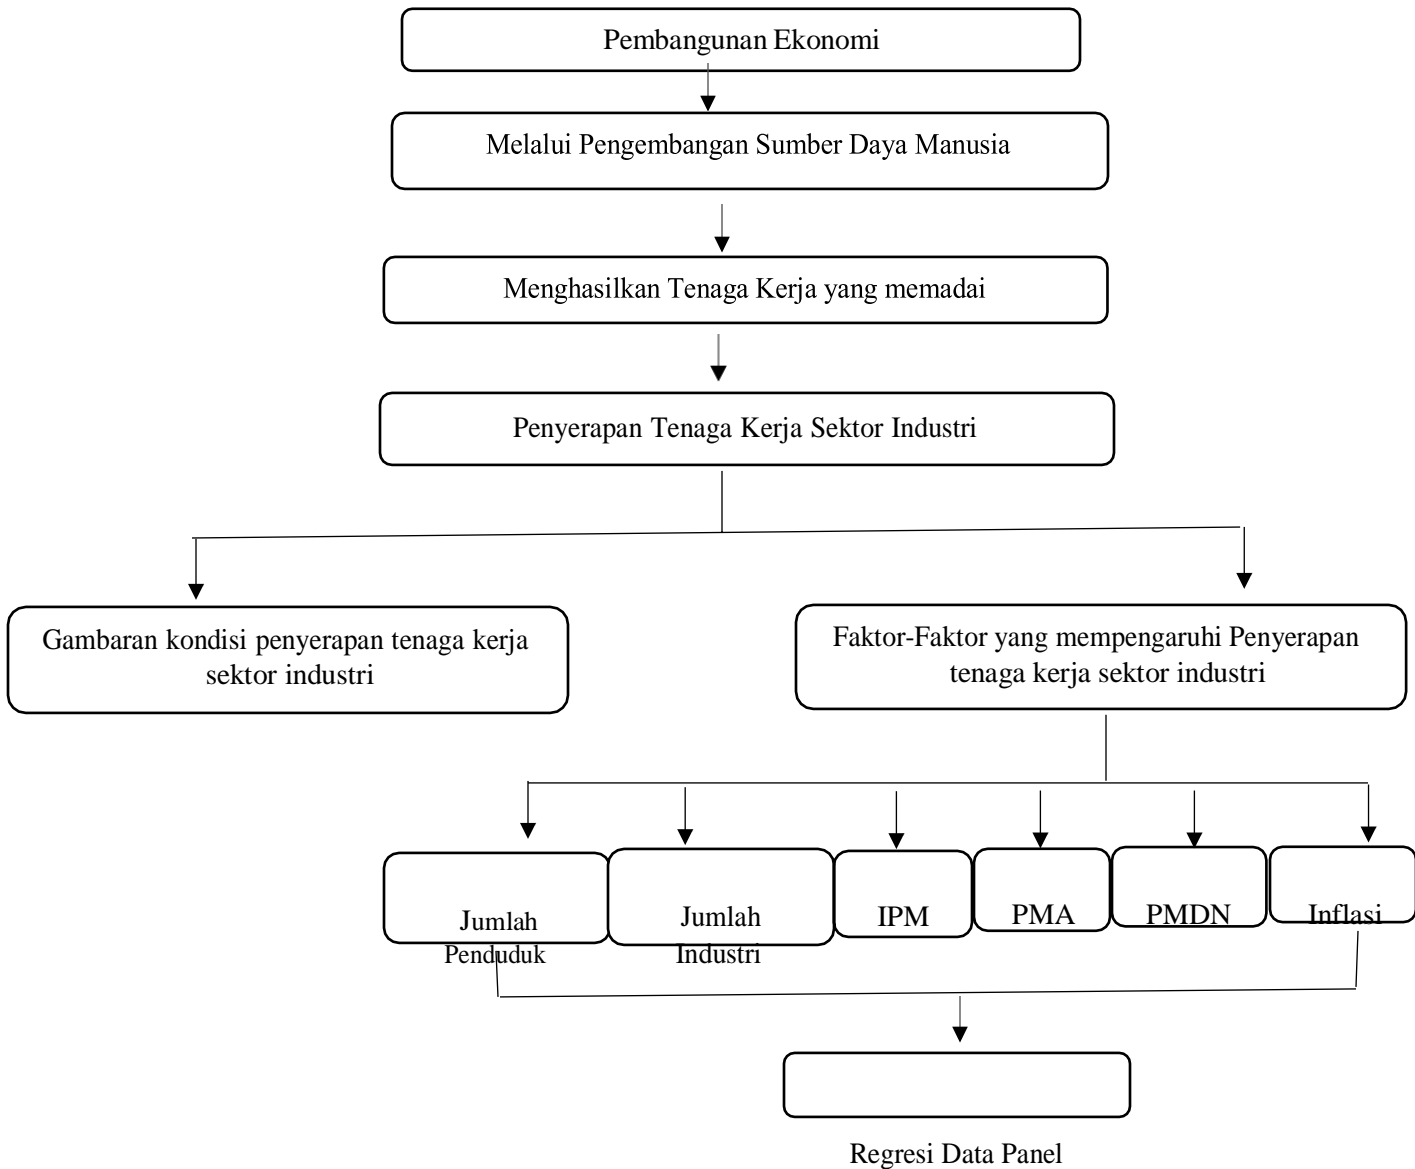 Pembangunan Ekonomi
Melalui Pengembangan Sumber Daya Manusia
Menghasilkan Tenaga Kerja yang memadai
Penyerapan Tenaga Kerja Sektor Industri
Gambaran kondisi penyerapan tenaga kerja
sektor industri
Faktor-Faktor yang mempengaruhi Penyerapan
tenaga kerja sektor industri
Jumlah
Penduduk
Jumlah
Industri
IPM
PMA
PMDN
Inflasi
Regresi Data Panel